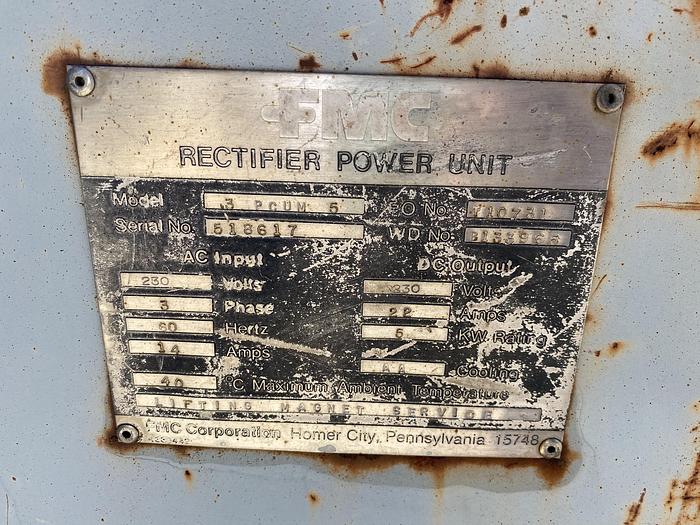 FMC
RECTIFIER POWER UNIT
Model 3 PCUM 5 SO No.
Serial No. 518617 WD No.
AC Input DC Output
230 Volts 230 Volts
3 Phase 22 Amps
60 Hertz 5 KW Rating
14 Amps AA Cooling
40 C Maximum Ambient Temperature
LIFTING MAGNET SERVICE
FMC Corporation, Homer City, Pennsylvania 15748